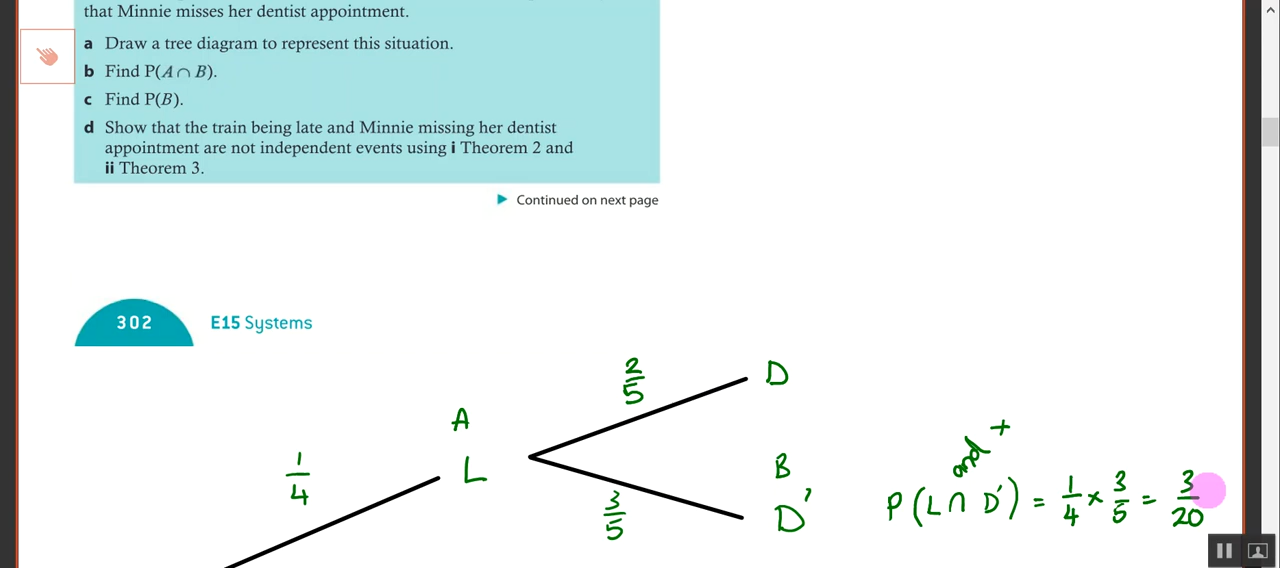 that Minnie misses her dentist appointment.
a Draw a tree diagram to represent this situation.
b Find P(A ∩ B).
c Find P(B).
d Show that the train being late and Minnie missing her dentist
appointment are not independent events using i Theorem 2 and
ii Theorem 3.
Continued on next page
302 E15 Systems
2/5 D
A
1/4 L
B
3/5 D'
and +
P(L ∩ D') = 1/4 × 3/5 = 3/20